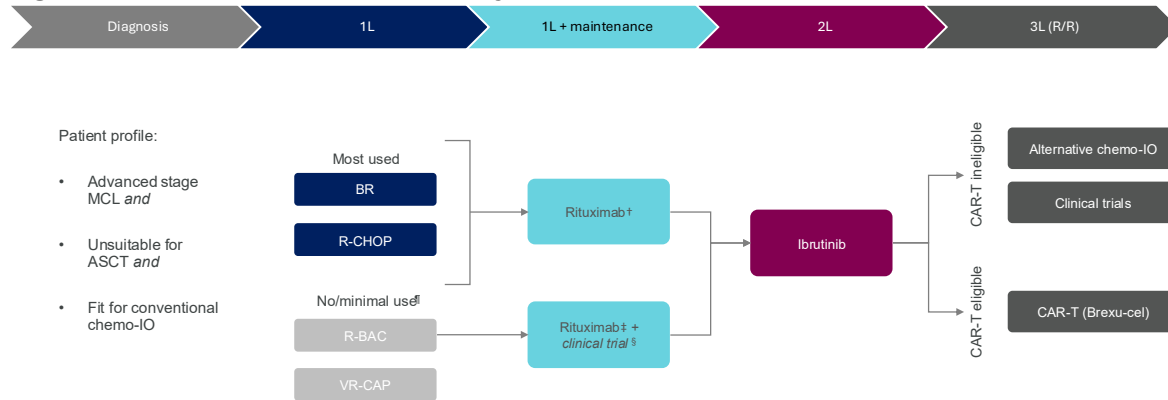 Diagnosis
1L
1L + maintenance
2L
3L (R/R)
Patient profile:
• Advanced stage
MCL and
• Unsuitable for
ASCT and
• Fit for conventional
chemo-IO
Most used
BR
R-CHOP
No/minimal use¶
R-BAC
VR-CAP
Rituximab†
Rituximab‡ +
clinical trial §
Ibrutinib
CAR-T ineligible
Alternative chemo-IO
Clinical trials
CAR-T eligible
CAR-T (Brexu-cel)